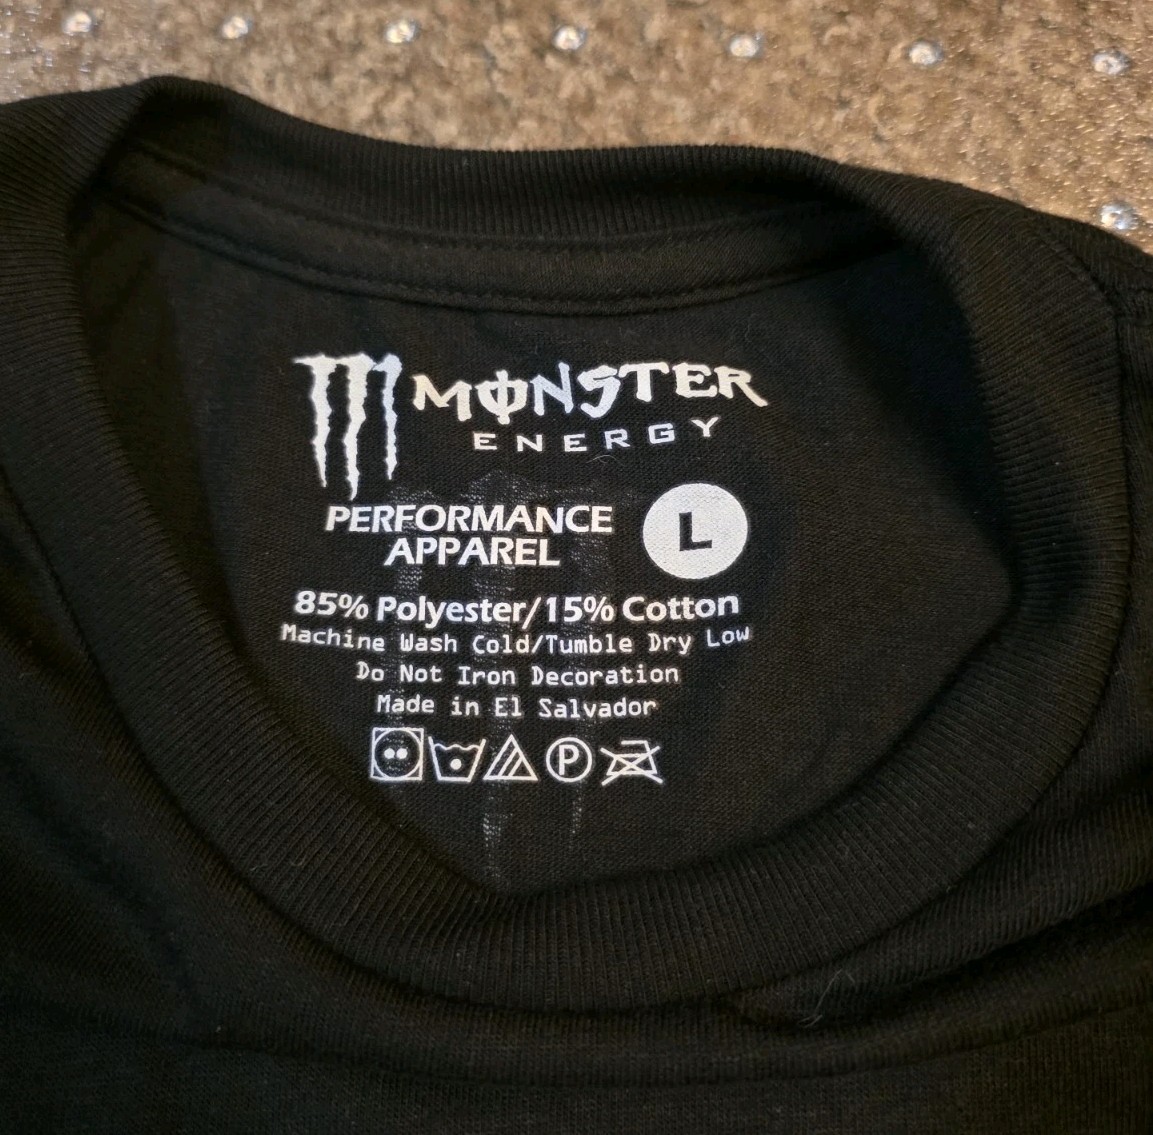 MONSTER
ENERGY
PERFORMANCE
APPAREL
L
85% Polyester/15% Cotton
Machine Wash Cold/Tumble Dry Low
Do Not Iron Decoration
Made in El Salvador
P